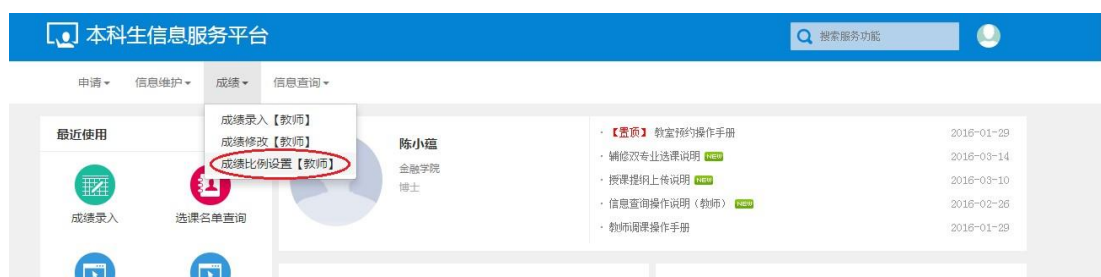 本科生信息服务平台
搜索服务功能
申请 信息维护 成绩 信息查询
成绩录入【教师】
成绩修改【教师】
成绩比例设置【教师】
最近使用
成绩录入
选课名单查询
陈小蕴
金融学院
博士
· 【置顶】 教室预约操作手册 2016-01-29
· 辅修双专业选课说明 NEW 2016-03-14
· 授课提纲上传说明 NEW 2016-03-10
· 信息查询操作说明（教师） NEW 2016-02-26
· 教师调课操作手册 2016-01-29